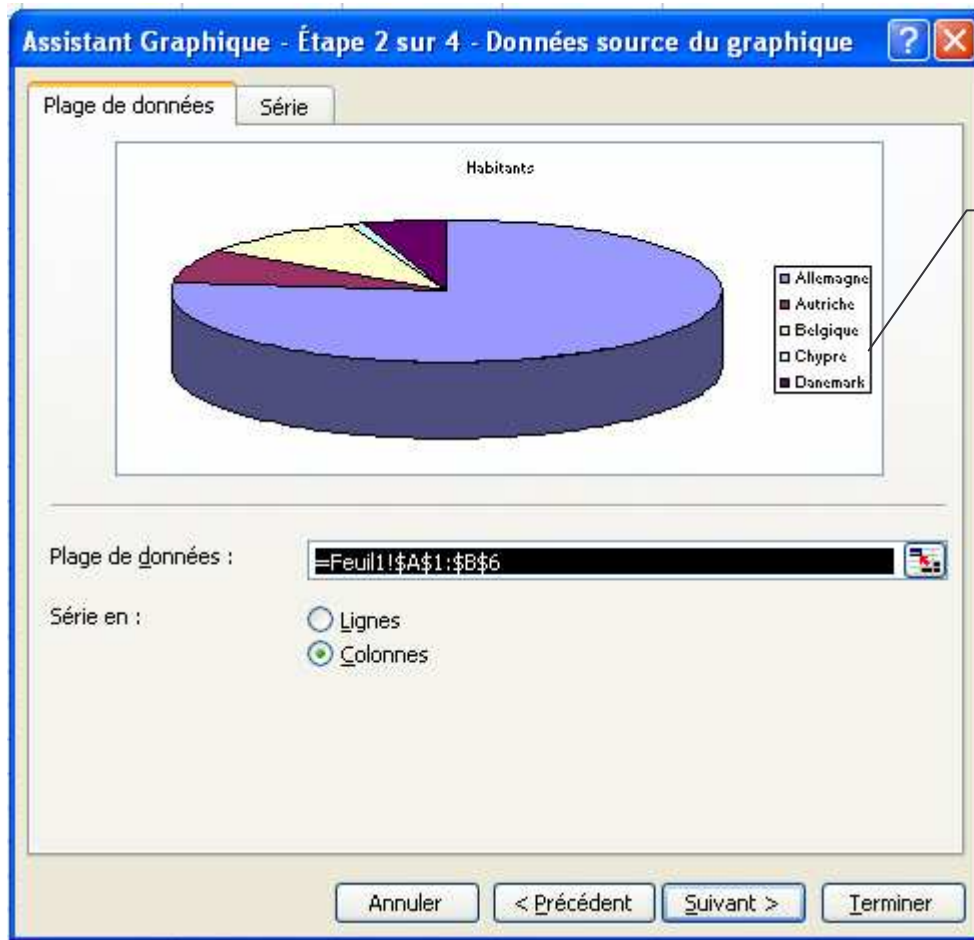 Assistant Graphique - Étape 2 sur 4 - Données source du graphique
Plage de données Série
Habitants
Allemagne
Autriche
Belgique
Chypre
Danemark
Plage de données : =Feuil1!$A$1:$B$6
Série en : Lignes
Colonnes
Annuler < Précédent Suivant > Terminer